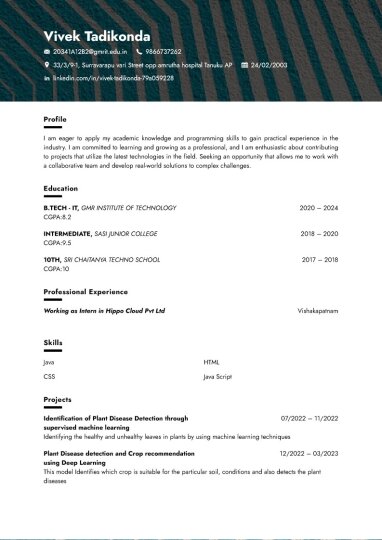 Vivek Tadikonda
20341A12B2@gmrit.edu.in 9866737262
33/3/9-1, Surravarapu vari Street opp amrutha hospital Tanuku AP 24/02/2003
linkedin.com/in/vivek-tadikonda-79a059228
Profile
I am eager to apply my academic knowledge and programming skills to gain practical experience in the
industry. I am committed to learning and growing as a professional, and I am enthusiastic about contributing
to projects that utilize the latest technologies in the field. Seeking an opportunity that allows me to work with
a collaborative team and develop real-world solutions to complex challenges.
Education
B.TECH - IT, GMR INSTITUTE OF TECHNOLOGY 2020 – 2024
CGPA:8.2
INTERMEDIATE, SASI JUNIOR COLLEGE 2018 – 2020
CGPA:9.5
10TH, SRI CHAITANYA TECHNO SCHOOL 2017 – 2018
CGPA:10
Professional Experience
Working as Intern in Hippo Cloud Pvt Ltd Vishakapatnam
Skills
Java HTML
CSS Java Script
Projects
Identification of Plant Disease Detection through 07/2022 – 11/2022
supervised machine learning
Identifying the healthy and unhealthy leaves in plants by using machine learning techniques
Plant Disease detection and Crop recommendation 12/2022 – 03/2023
using Deep Learning
This model Identifies which crop is suitable for the particular soil, conditions and also detects the plant
diseases